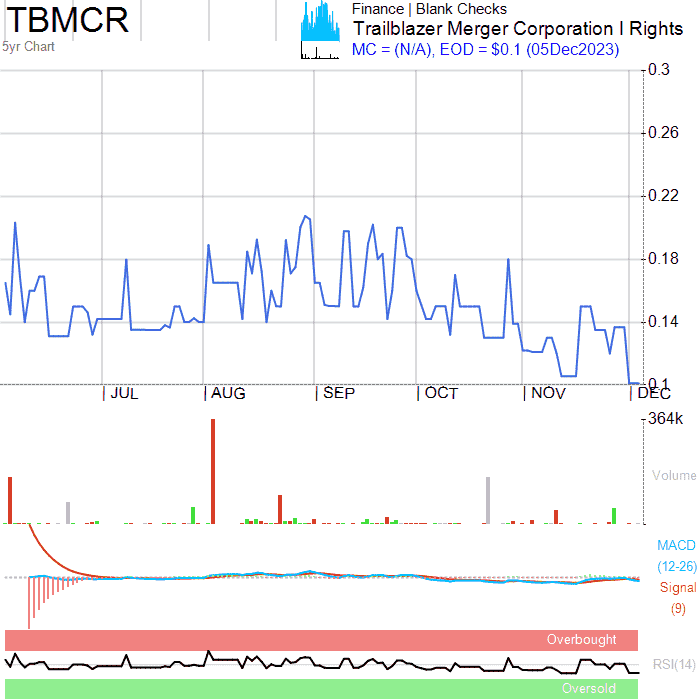 TBMCR
5yr Chart
Finance | Blank Checks
Trailblazer Merger Corporation I Rights
MC = (N/A), EOD = $0.1 (05Dec2023)
0.3
0.26
0.22
0.18
0.14
0.1
JUL AUG SEP OCT NOV DEC
364k
Volume
MACD
(12-26)
Signal
(9)
Overbought
RSI(14)
Oversold